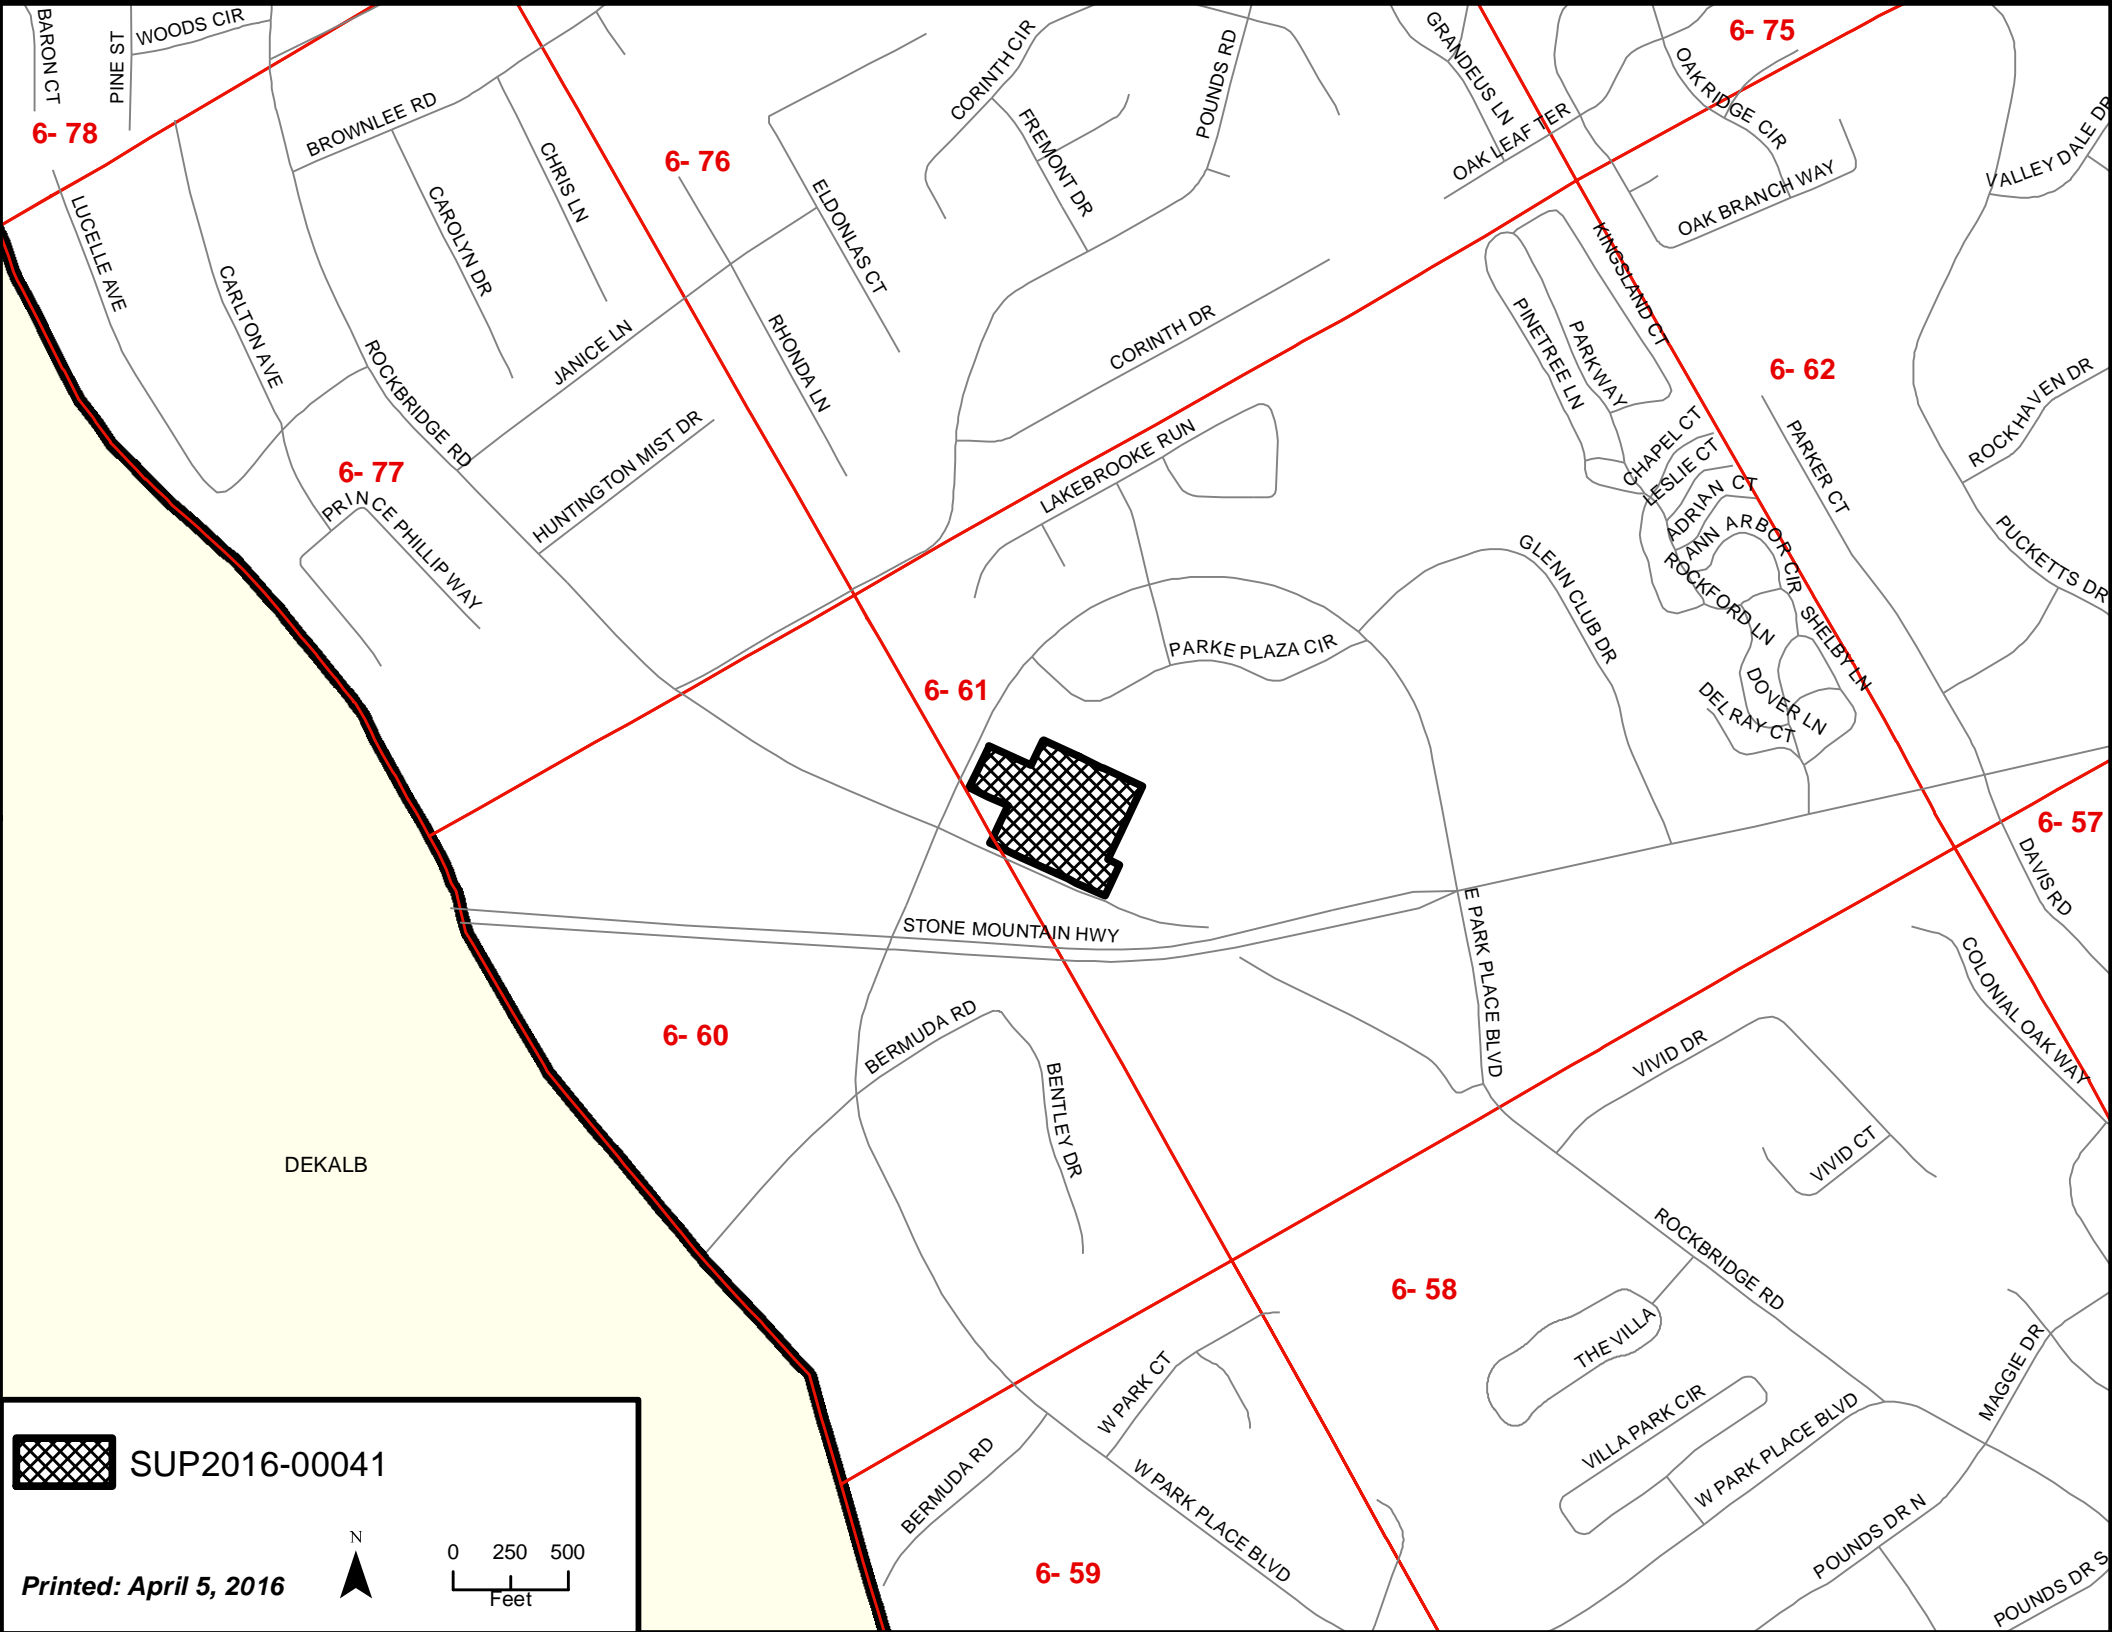 BARON CT
PINE ST
WOODS CIR
6- 78
BROWNLEE RD
CHRIS LN
CAROLYN DR
LUCELLE AVE
CARLTON AVE
6- 76
ELDONLAS CT
CORINTH CIR
FREMONT DR
POUNDS RD
GRANDEUS LN
OAK LEAF TER
6- 75
OAK RIDGE CIR
OAK BRANCH WAY
VALLEY DALE DR
ROCKBRIDGE RD
JANICE LN
RHONDA LN
CORINTH DR
KINGSLAND CT
PINETREE LN
PARKWAY
6- 62
ROCKHAVEN DR
PARKER CT
CHAPEL CT
LESLIE CT
ADRIAN CT
ANN ARBOR CIR
ROCKFORD LN
SHELBY LN
DOVER LN
DEL RAY CT
PUCKETTS DR
6- 77
PRINCE PHILLIP WAY
HUNTINGTON MIST DR
LAKEBROOKE RUN
GLENN CLUB DR
PARKE PLAZA CIR
6- 61
6- 57
DAVIS RD
STONE MOUNTAIN HWY
E PARK PLACE BLVD
COLONIAL OAK WAY
6- 60
BERMUDA RD
BENTLEY DR
VIVID DR
VIVID CT
DEKALB
ROCKBRIDGE RD
6- 58
THE VILLA
MAGGIE DR
W PARK CT
VILLA PARK CIR
W PARK PLACE BLVD
BERMUDA RD
W PARK PLACE BLVD
POUNDS DR N
POUNDS DR S
6- 59
SUP2016-00041
N
0 250 500
Feet
Printed: April 5, 2016